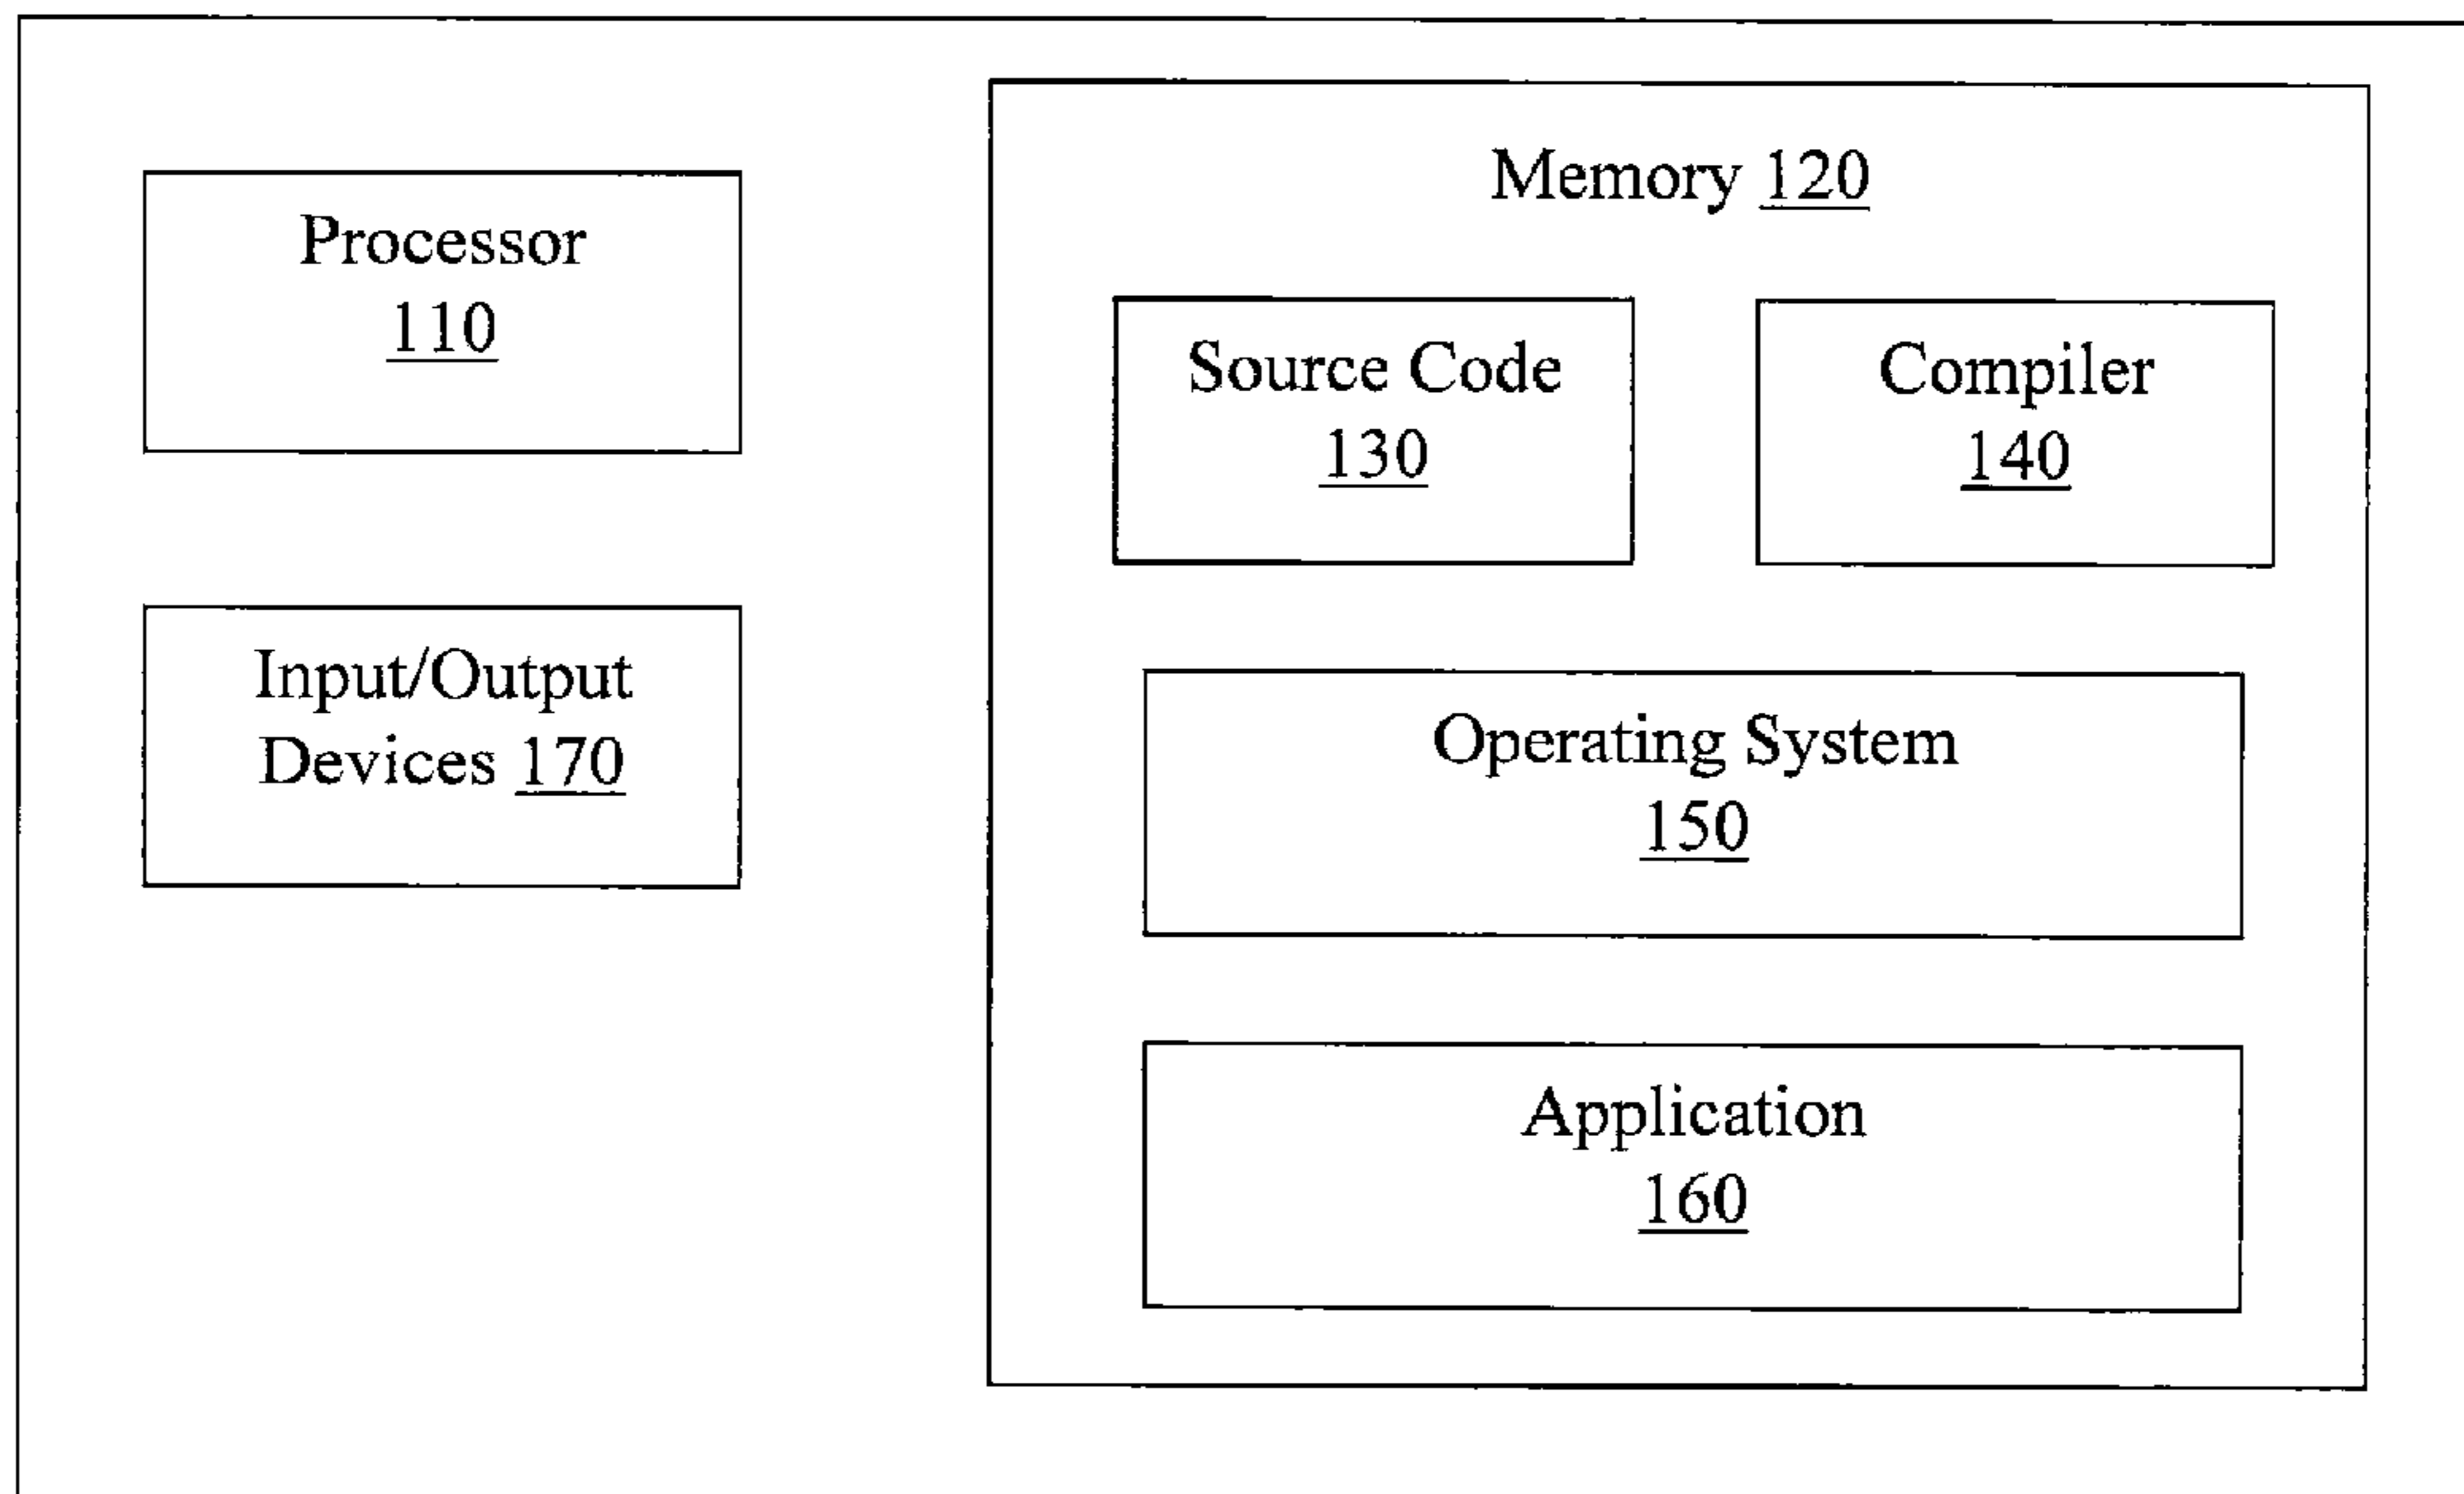 Processor
110
Input/Output
Devices 170
Memory 120
Source Code
130
Compiler
140
Operating System
150
Application
160